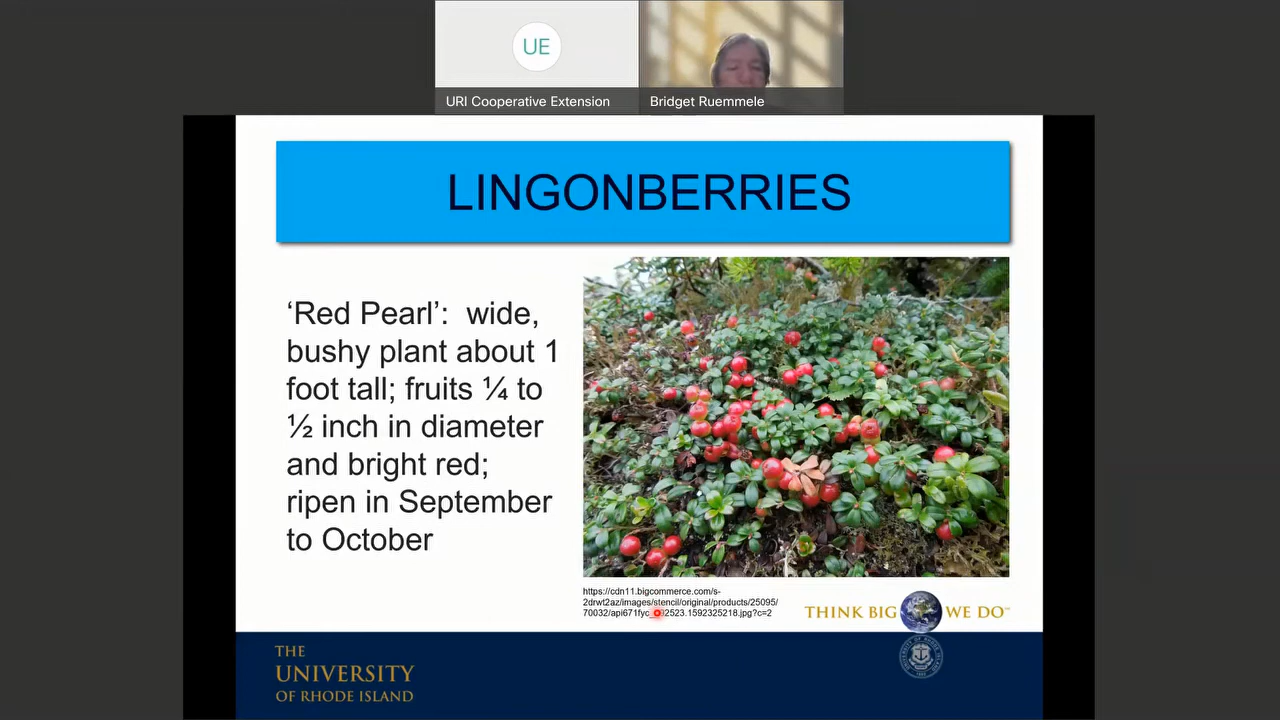 UE
URI Cooperative Extension
Bridget Ruemmele
LINGONBERRIES
‘Red Pearl’: wide,
bushy plant about 1
foot tall; fruits ¼ to
½ inch in diameter
and bright red;
ripen in September
to October
https://cdn11.bigcommerce.com/s-
2drwt2az/images/stencil/original/products/25095/
THINK BIG WE DO™
THE
UNIVERSITY
OF RHODE ISLAND